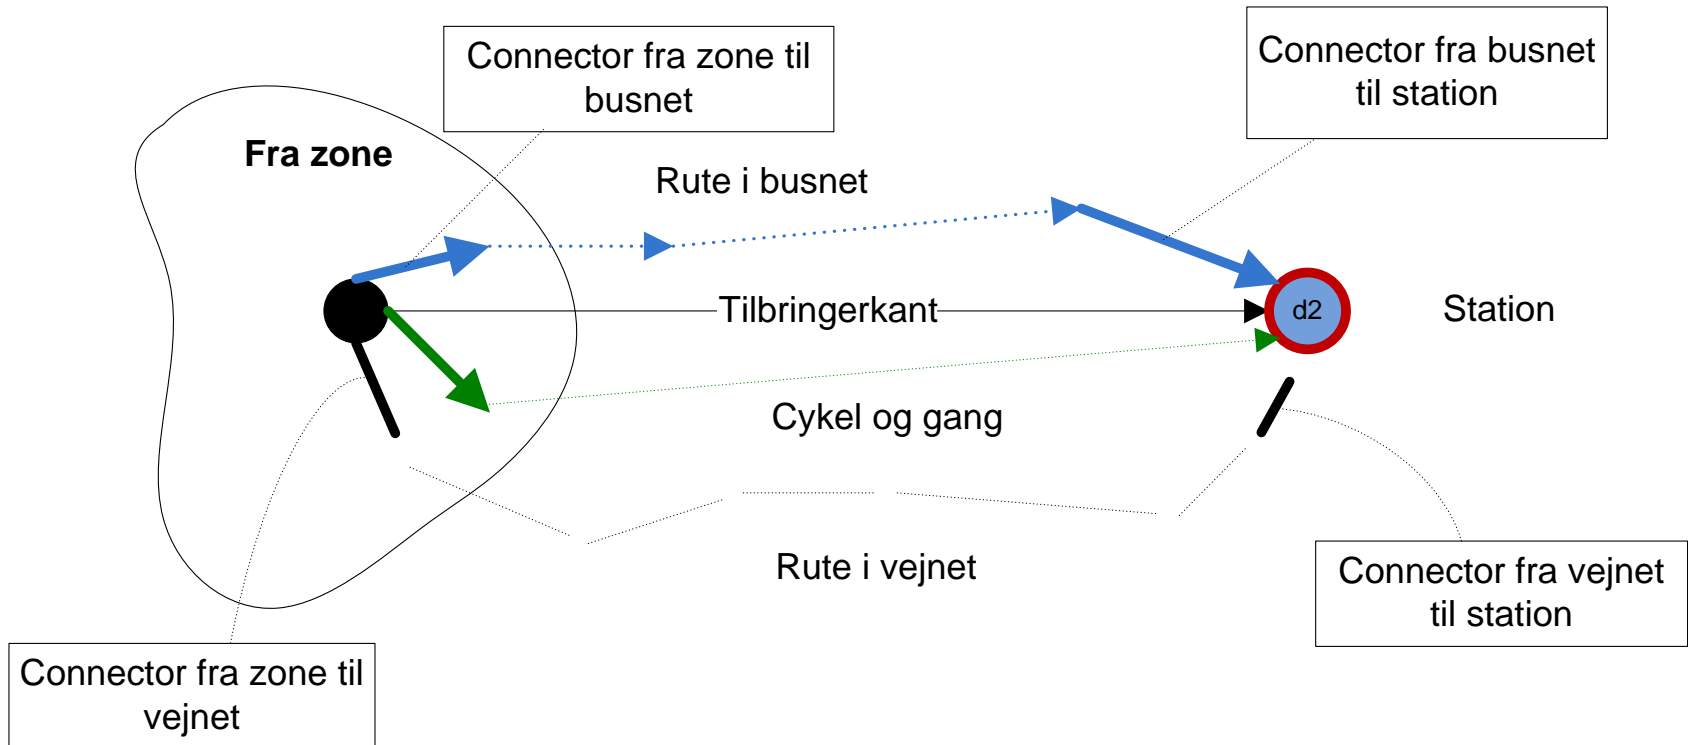 Connector fra zone til
busnet
Connector fra busnet
til station
Fra zone
Rute i busnet
Tilbringerkant
d2
Station
Cykel og gang
Rute i vejnet
Connector fra vejnet
til station
Connector fra zone til
vejnet